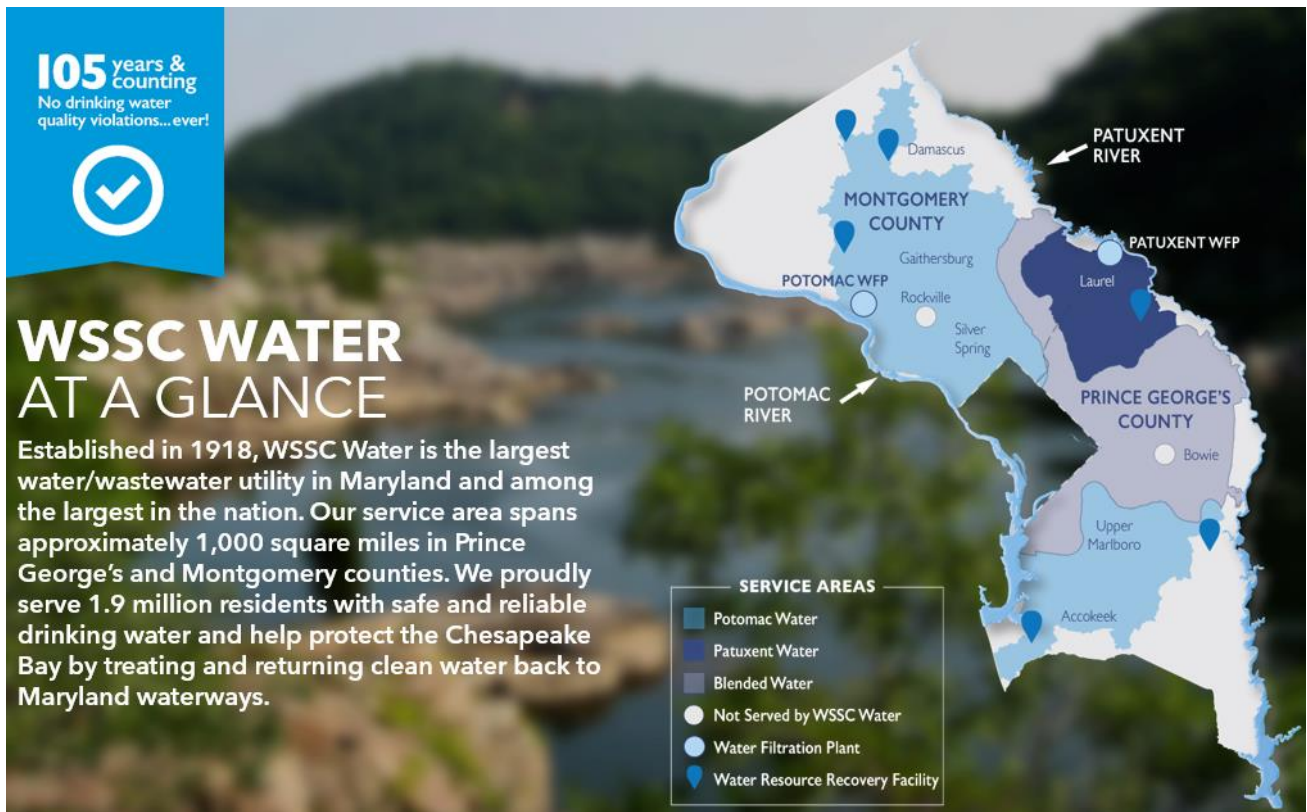 105 years &
counting
No drinking water
quality violations...ever!
WSSC WATER
AT A GLANCE
Established in 1918, WSSC Water is the largest
water/wastewater utility in Maryland and among
the largest in the nation. Our service area spans
approximately 1,000 square miles in Prince
George's and Montgomery counties. We proudly
serve 1.9 million residents with safe and reliable
drinking water and help protect the Chesapeake
Bay by treating and returning clean water back to
Maryland waterways.
PATUXENT
RIVER
Damascus
MONTGOMERY
COUNTY
PATUXENT WFP
Gaithersburg
Laurel
POTOMAC WFP
Rockville
Silver
Spring
POTOMAC
RIVER
PRINCE GEORGE'S
COUNTY
Bowie
Upper
Marlboro
Accokeek
SERVICE AREAS
Potomac Water
Patuxent Water
Blended Water
Not Served by WSSC Water
Water Filtration Plant
Water Resource Recovery Facility